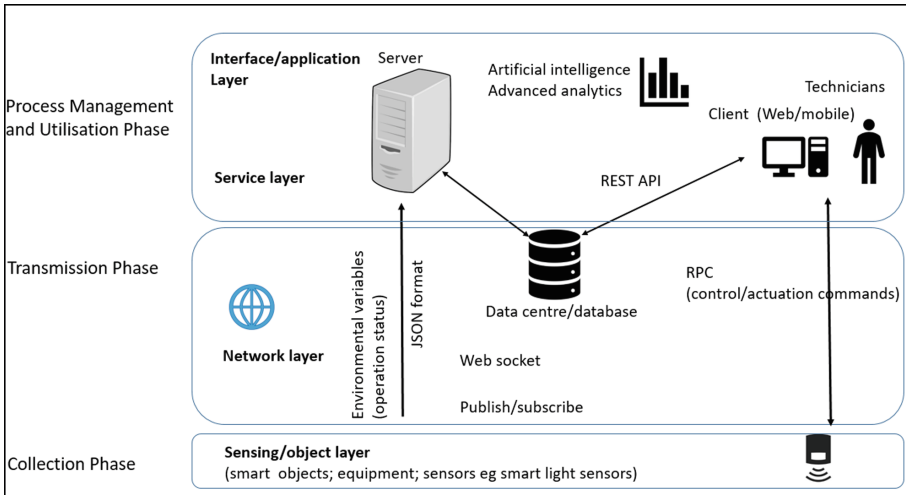 Process Management
and Utilisation Phase
Interface/application
Layer
Server
Artificial intelligence
Advanced analytics
Technicians
Client (Web/mobile)
Service layer
REST API
Transmission Phase
Environmental variables
(operation status)
JSON format
Data centre/database
RPC
(control/actuation commands)
Network layer
Web socket
Publish/subscribe
Collection Phase
Sensing/object layer
(smart objects; equipment; sensors eg smart light sensors)